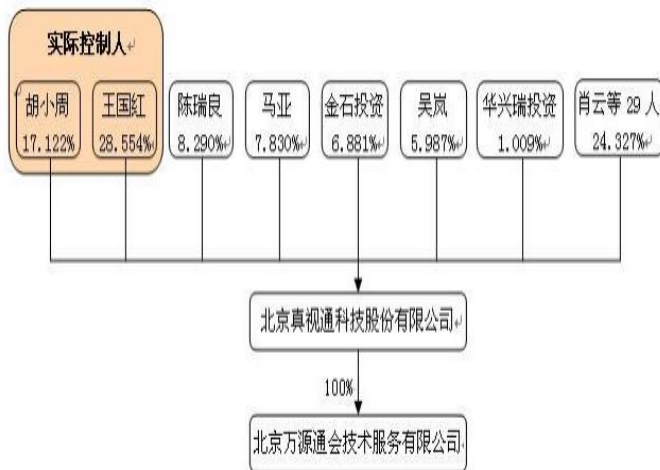 实际控制人
胡小周
17.122%
王国红
28.554%
陈瑞良
8.290%
马亚
7.830%
金石投资
6.881%
吴岚
5.987%
华兴瑞投资
1.009%
肖云等 29 人
24.327%
北京真视通科技股份有限公司
100%
北京万源通会技术服务有限公司